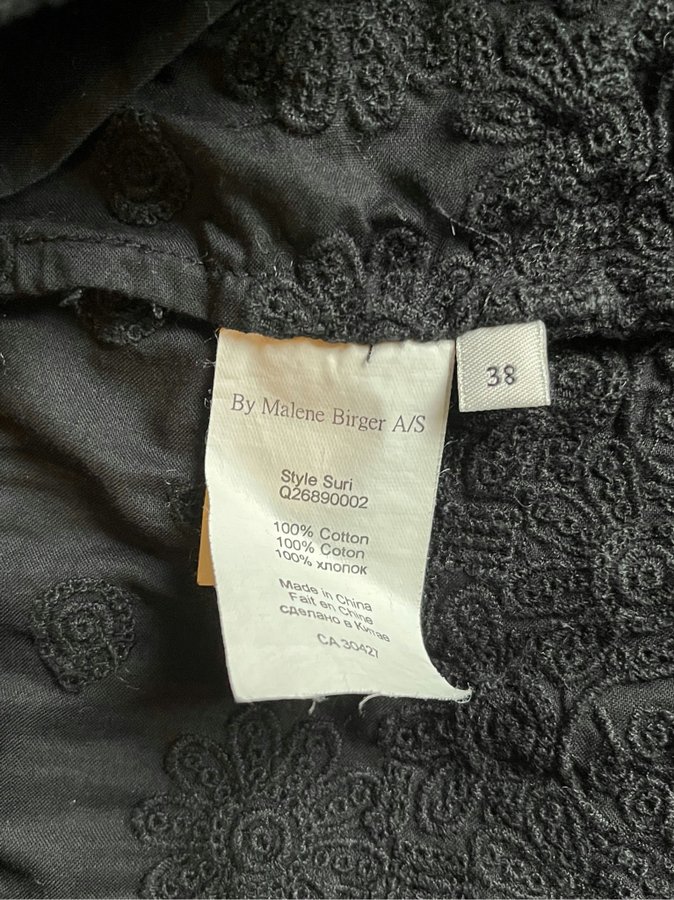 By Malene Birger A/S
38
Style Suri
Q26890002
100% Cotton
100% Coton
100% хлопок
Made in China
Fait en Chine
сделано в Китае
CA 30427